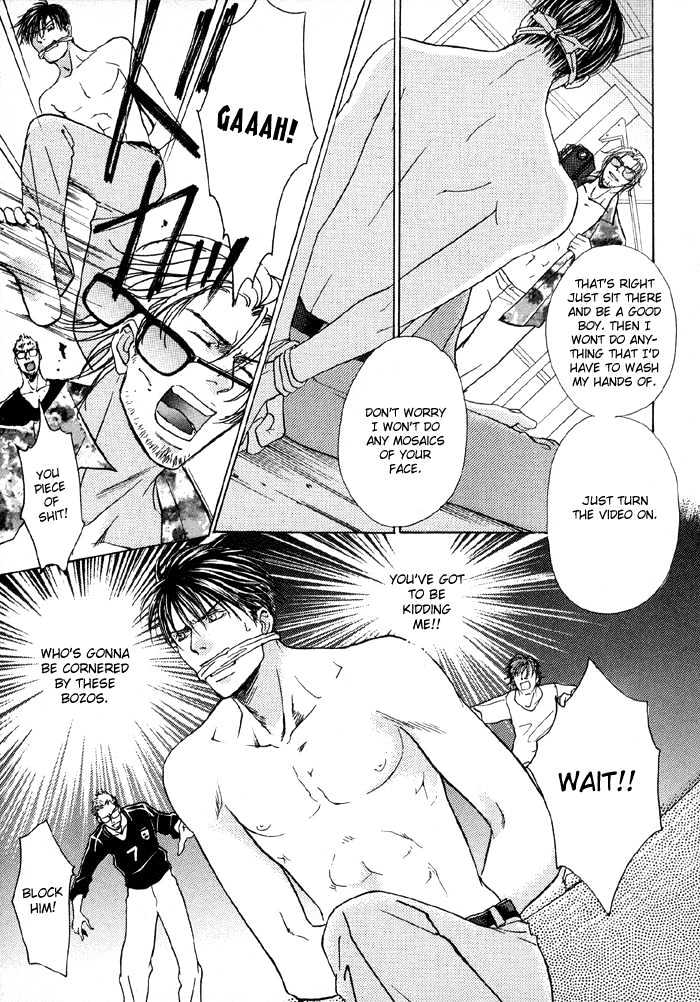 THAT'S RIGHT
JUST SIT THERE
AND BE A GOOD
BOY. THEN I
WONT DO ANY-
THING THAT I'D
HAVE TO WASH
MY HANDS OF.
JUST TURN
THE VIDEO ON.
DON'T WORRY
I WON'T DO
ANY MOSAICS
OF YOUR
FACE.
GAAAH!
YOU
PIECE
OF
SHIT!
YOU'VE GOT
TO BE
KIDDING
ME!!
WAIT!!
WHO'S GONNA
BE CORNERED
BY THESE
BOZOS.
7
BLOCK
HIM!